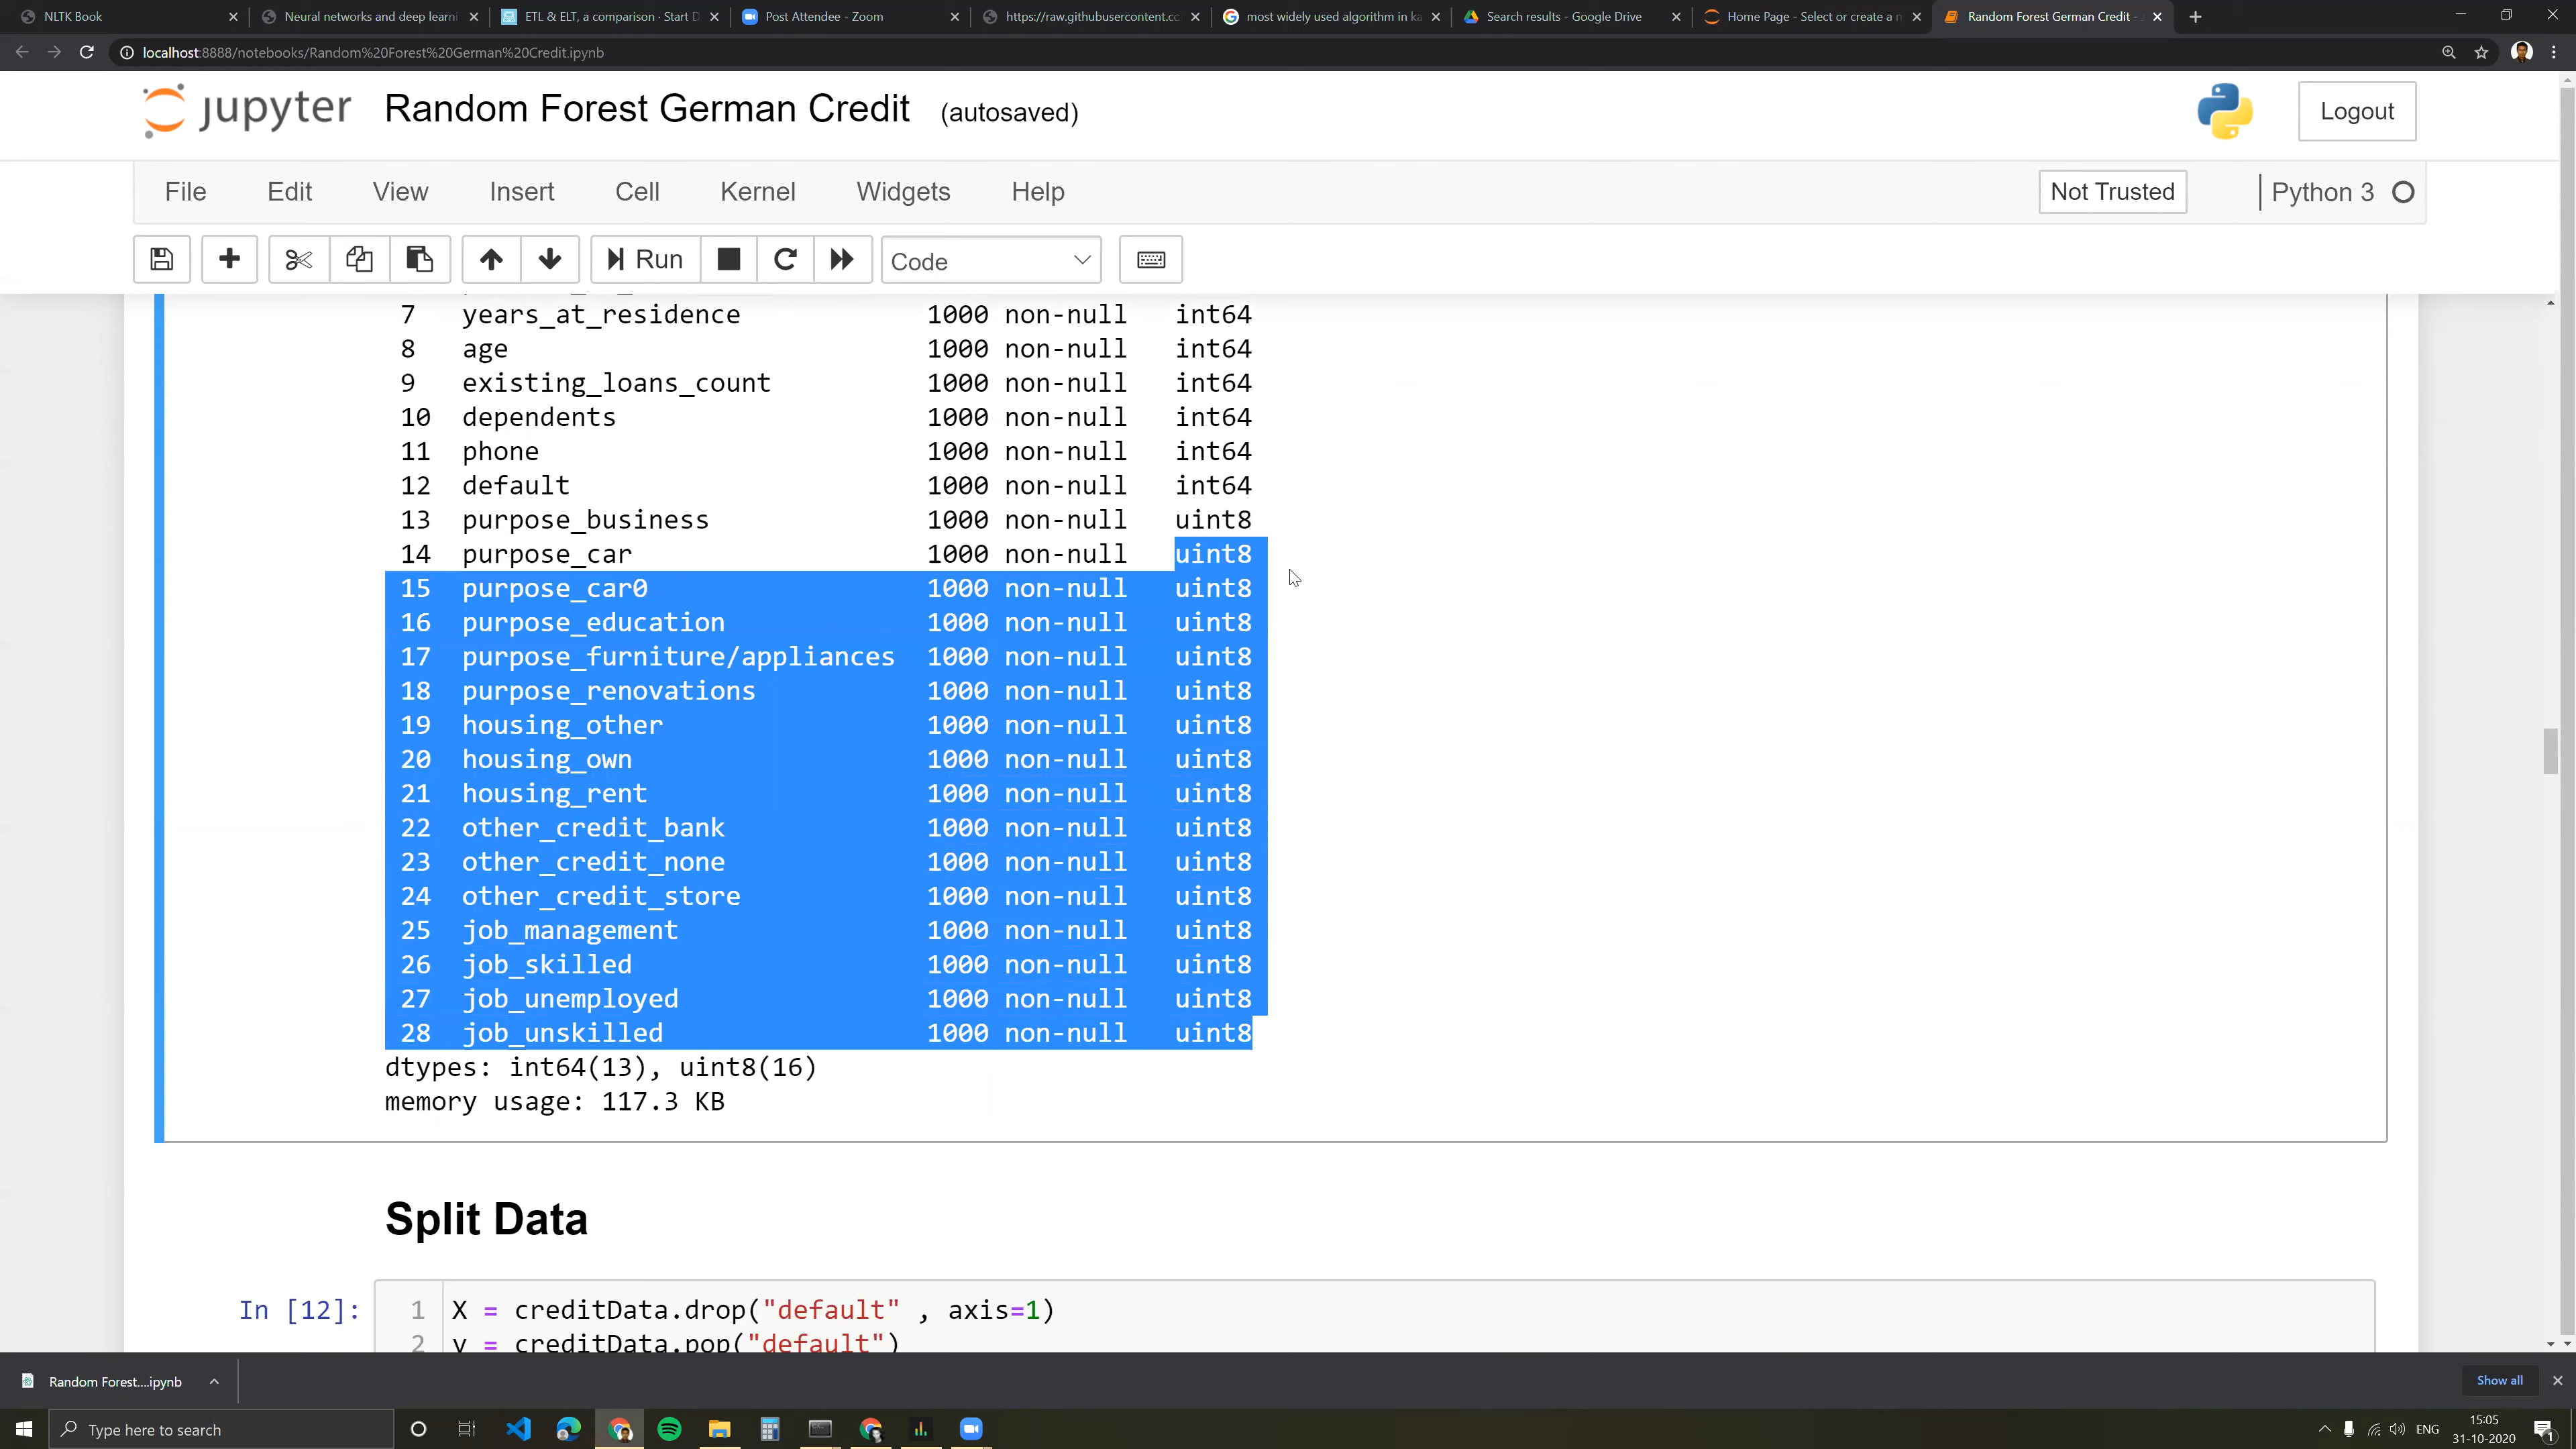 NLTK Book
Neural networks and deep learni
ETL & ELT, a comparison · Start D
Post Attendee - Zoom
https://raw.githubusercontent.co
most widely used algorithm in ka
Search results - Google Drive
Home Page - Select or create a n
Random Forest German Credit -
localhost:8888/notebooks/Random%20Forest%20German%20Credit.ipynb
jupyter Random Forest German Credit (autosaved)
Logout
File Edit View Insert Cell Kernel Widgets Help
Not Trusted
Python 3
Run
Code
7 years_at_residence 1000 non-null int64
8 age 1000 non-null int64
9 existing_loans_count 1000 non-null int64
10 dependents 1000 non-null int64
11 phone 1000 non-null int64
12 default 1000 non-null int64
13 purpose_business 1000 non-null uint8
14 purpose_car 1000 non-null uint8
15 purpose_car0 1000 non-null uint8
16 purpose_education 1000 non-null uint8
17 purpose_furniture/appliances 1000 non-null uint8
18 purpose_renovations 1000 non-null uint8
19 housing_other 1000 non-null uint8
20 housing_own 1000 non-null uint8
21 housing_rent 1000 non-null uint8
22 other_credit_bank 1000 non-null uint8
23 other_credit_none 1000 non-null uint8
24 other_credit_store 1000 non-null uint8
25 job_management 1000 non-null uint8
26 job_skilled 1000 non-null uint8
27 job_unemployed 1000 non-null uint8
28 job_unskilled 1000 non-null uint8
dtypes: int64(13), uint8(16)
memory usage: 117.3 KB
Split Data
In [12]:
1 X = creditData.drop("default" , axis=1)
2 y = creditData.pop("default")
Random Forest....ipynb
Show all
Type here to search
ENG
15:05
31-10-2020
1